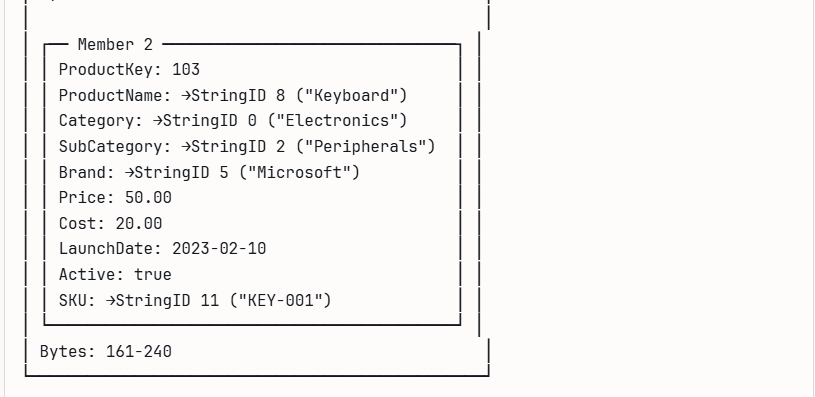 Member 2
ProductKey: 103
ProductName: →StringID 8 ("Keyboard")
Category: →StringID 0 ("Electronics")
SubCategory: →StringID 2 ("Peripherals")
Brand: →StringID 5 ("Microsoft")
Price: 50.00
Cost: 20.00
LaunchDate: 2023-02-10
Active: true
SKU: →StringID 11 ("KEY-001")
Bytes: 161-240